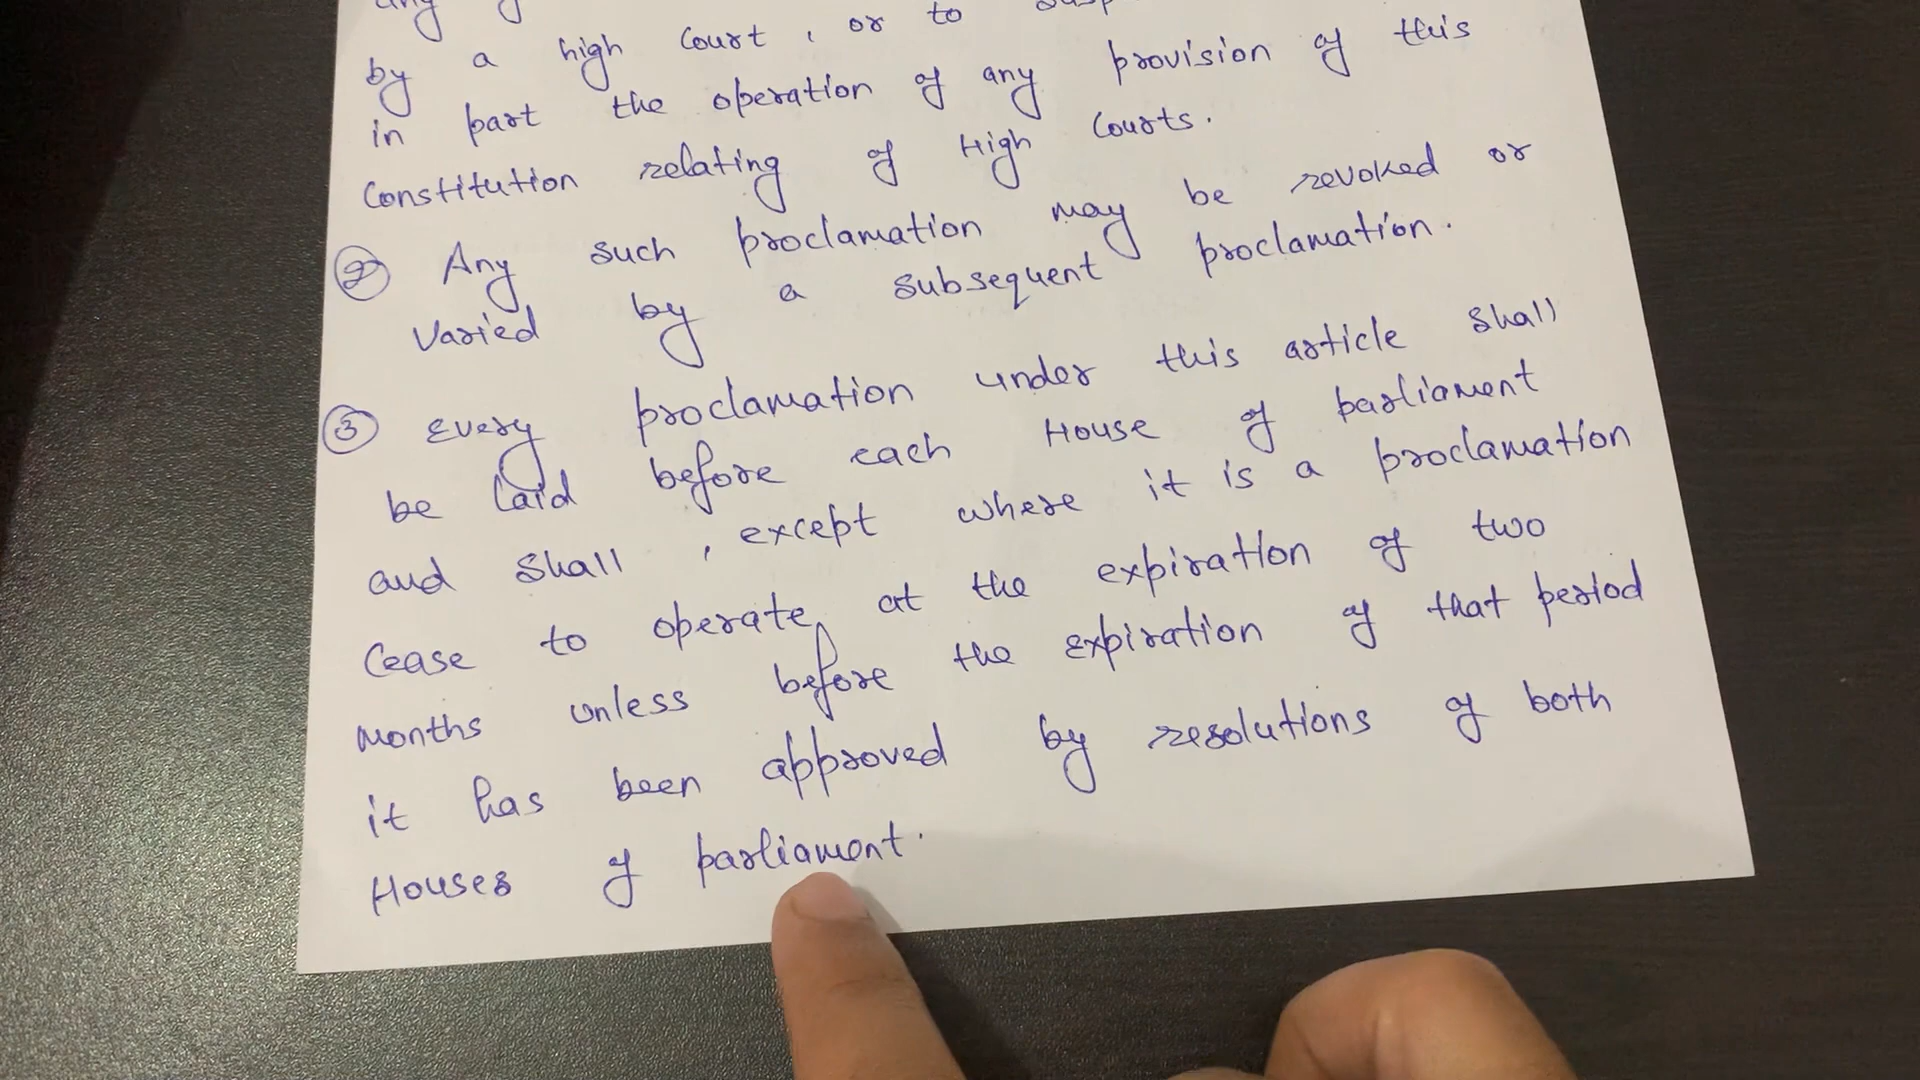 any
by a high Court, or to
in part the operation of any provision of this
Constitution relating of High Courts.
② Any such proclamation may be revoked or
varied by a subsequent proclamation.
③ Every proclamation under this article shall
be laid before each House of parliament
and shall, except where it is a proclamation
Cease to operate at the expiration of two
months unless before the expiration of that period
it has been approved by resolutions of both
Houses of parliament.